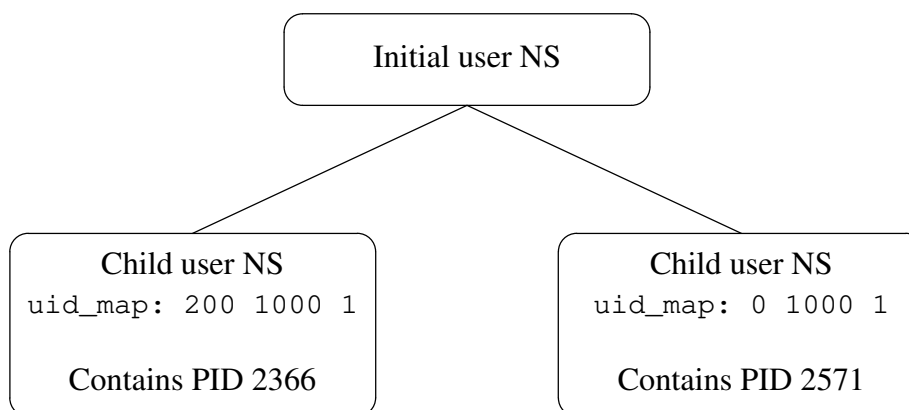 Initial user NS
Child user NS
uid_map: 200 1000 1
Contains PID 2366
Child user NS
uid_map: 0 1000 1
Contains PID 2571